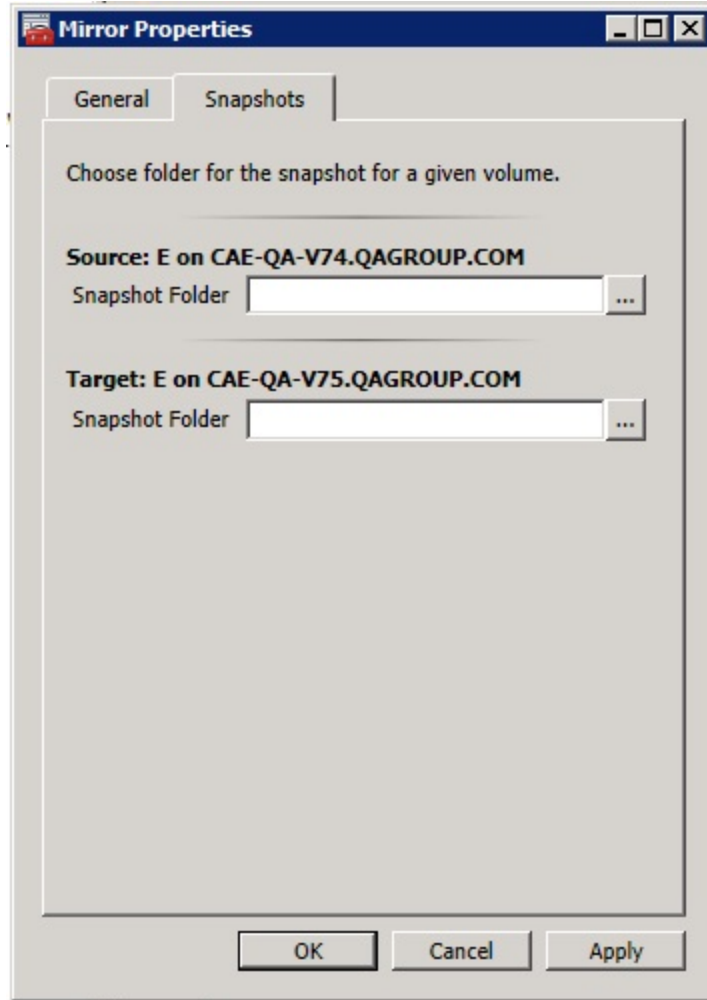 Mirror Properties
General Snapshots
Choose folder for the snapshot for a given volume.
Source: E on CAE-QA-V74.QAGROUP.COM
Snapshot Folder ...
Target: E on CAE-QA-V75.QAGROUP.COM
Snapshot Folder ...
OK Cancel Apply